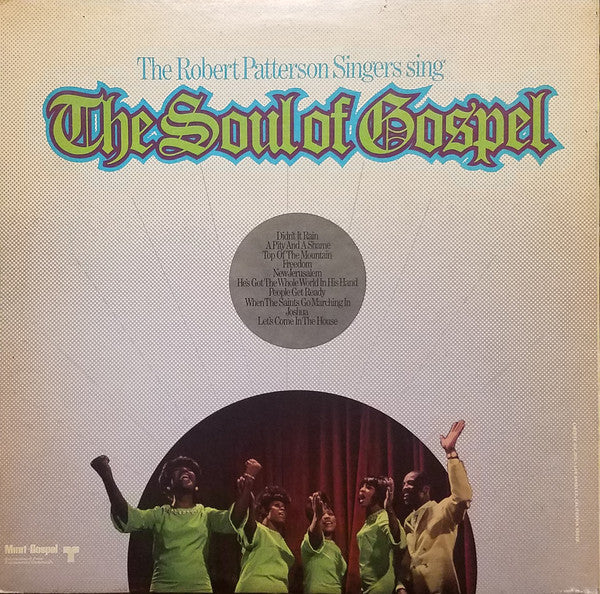 The Robert Patterson Singers sing
The Soul of Gospel
Didn't It Rain
A Pity And A Shame
Top Of The Mountain
Freedom
New Jerusalem
He's Got The Whole World In His Hand
People Get Ready
When The Saints Go Marching In
Joshua
Let's Come In The House
Mint-Gospel